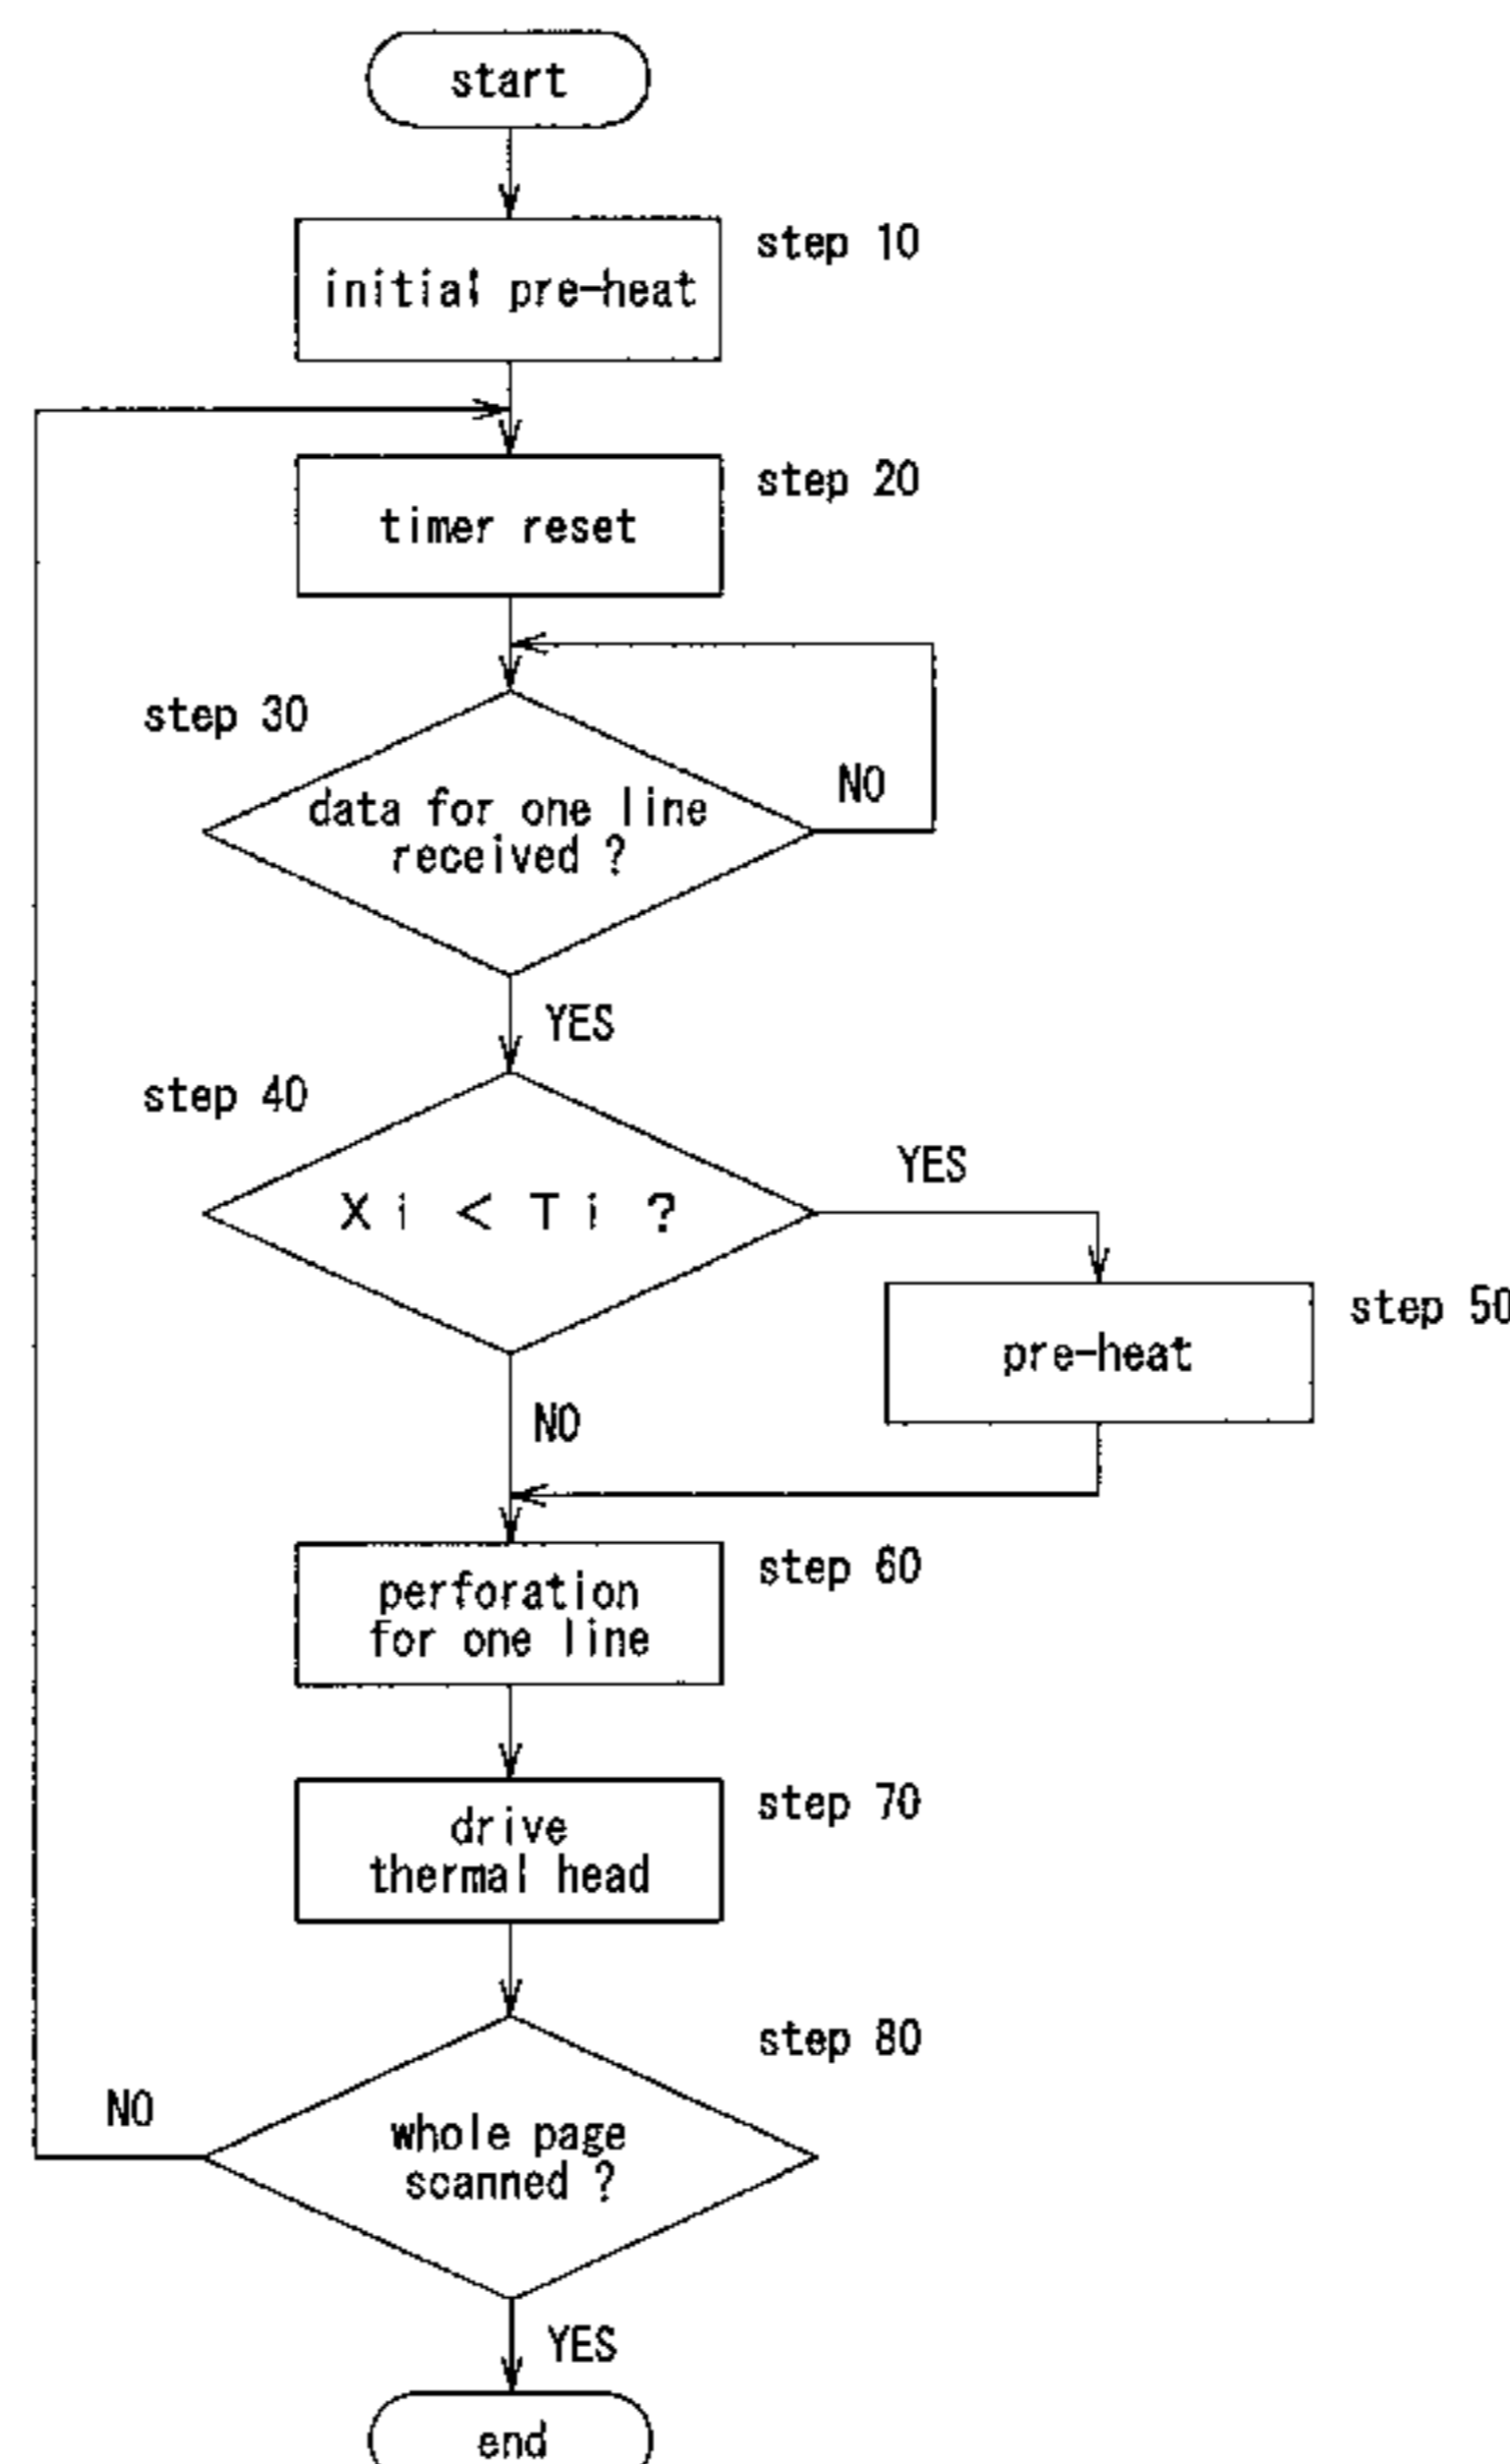 start
step 10
initial pre-heat
step 20
timer reset
step 30
NO
data for one line
received ?
YES
step 40
YES
Xi < Ti ?
step 50
pre-heat
NO
step 60
perforation
for one line
step 70
drive
thermal head
step 80
NO
whole page
scanned ?
YES
end